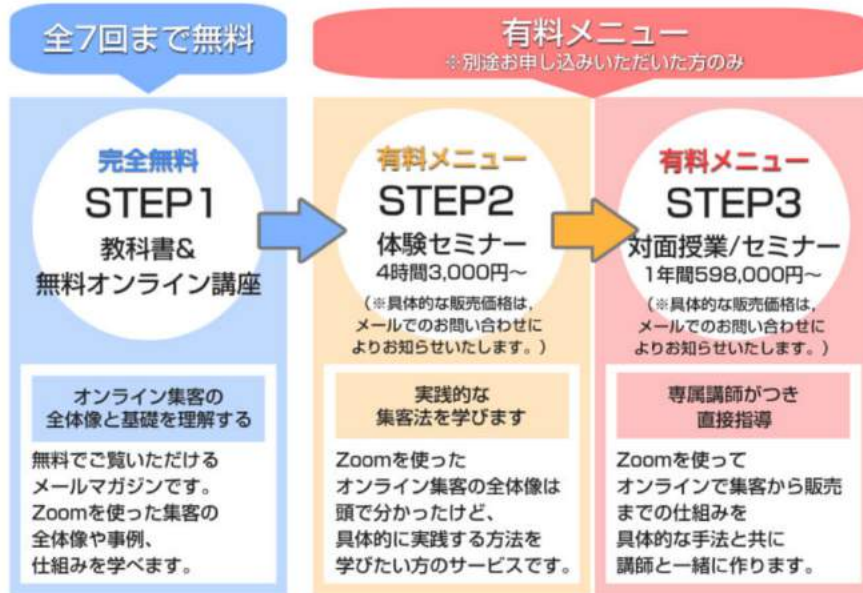 全7回まで無料
有料メニュー
※別途お申し込みいただいた方のみ
完全無料
STEP1
教科書&
無料オンライン講座
オンライン集客の
全体像と基礎を理解する
無料でご覧いただける
メールマガジンです。
Zoomを使った集客の
全体像や事例、
仕組みを学べます。
有料メニュー
STEP2
体験セミナー
4時間3,000円～
（※具体的な販売価格は,
メールでのお問い合わせに
よりお知らせいたします。）
実践的な
集客法を学びます
Zoomを使った
オンライン集客の全体像は
頭で分かったけど、
具体的に実践する方法を
学びたい方のサービスです。
有料メニュー
STEP3
対面授業/セミナー
1年間598,000円～
（※具体的な販売価格は,
メールでのお問い合わせに
よりお知らせいたします。）
専属講師がつき
直接指導
Zoomを使って
オンラインで集客から販売
までの仕組みを
具体的な手法と共に
講師と一緒に作ります。